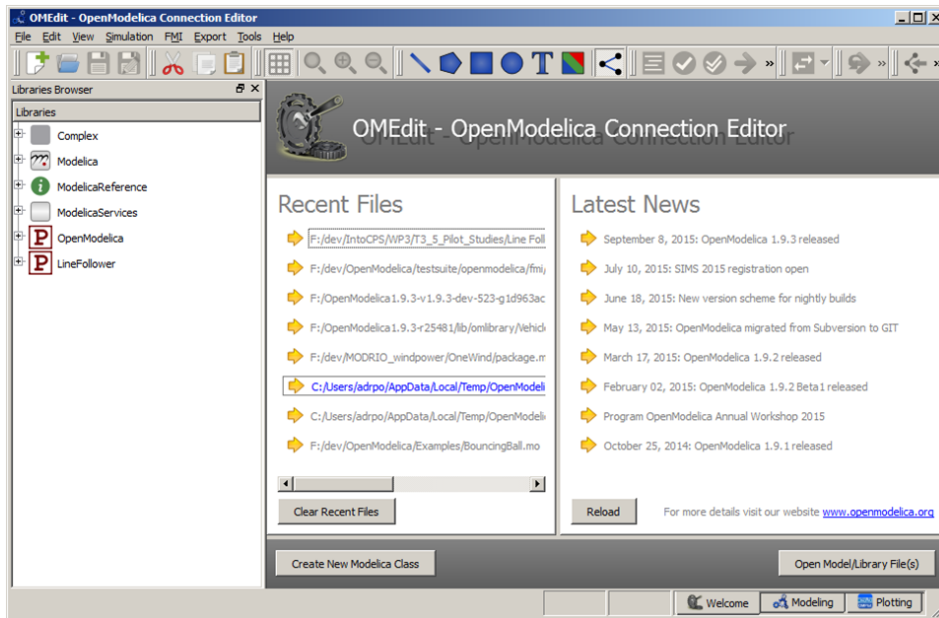 OMEdit - OpenModelica Connection Editor
File Edit View Simulation FMI Export Tools Help
T
»
»
»
Libraries Browser
Libraries
Complex
Modelica
ModelicaReference
ModelicaServices
P OpenModelica
P LineFollower
OMEdit - OpenModelica Connection Editor
Recent Files
F:/dev/IntoCPS/WP3/T3_5_Pilot_Studies/Line Foll
F:/dev/OpenModelica/testsuite/openmodelica/fmi/
F:/OpenModelica1.9.3-v1.9.3-dev-523-g1d963ac
F:/OpenModelica1.9.3-r25481/lib/omlibrary/Vehicl
F:/dev/MODRIO_windpower/OneWind/package.m
C:/Users/adrpo/AppData/Local/Temp/OpenModeli
C:/Users/adrpo/AppData/Local/Temp/OpenModeli
F:/dev/OpenModelica/Examples/BouncingBall.mo
Clear Recent Files
Latest News
September 8, 2015: OpenModelica 1.9.3 released
July 10, 2015: SIMS 2015 registration open
June 18, 2015: New version scheme for nightly builds
May 13, 2015: OpenModelica migrated from Subversion to GIT
March 17, 2015: OpenModelica 1.9.2 released
February 02, 2015: OpenModelica 1.9.2 Beta1 released
Program OpenModelica Annual Workshop 2015
October 25, 2014: OpenModelica 1.9.1 released
Reload
For more details visit our website www.openmodelica.org
Create New Modelica Class
Open Model/Library File(s)
Welcome
Modeling
Plotting